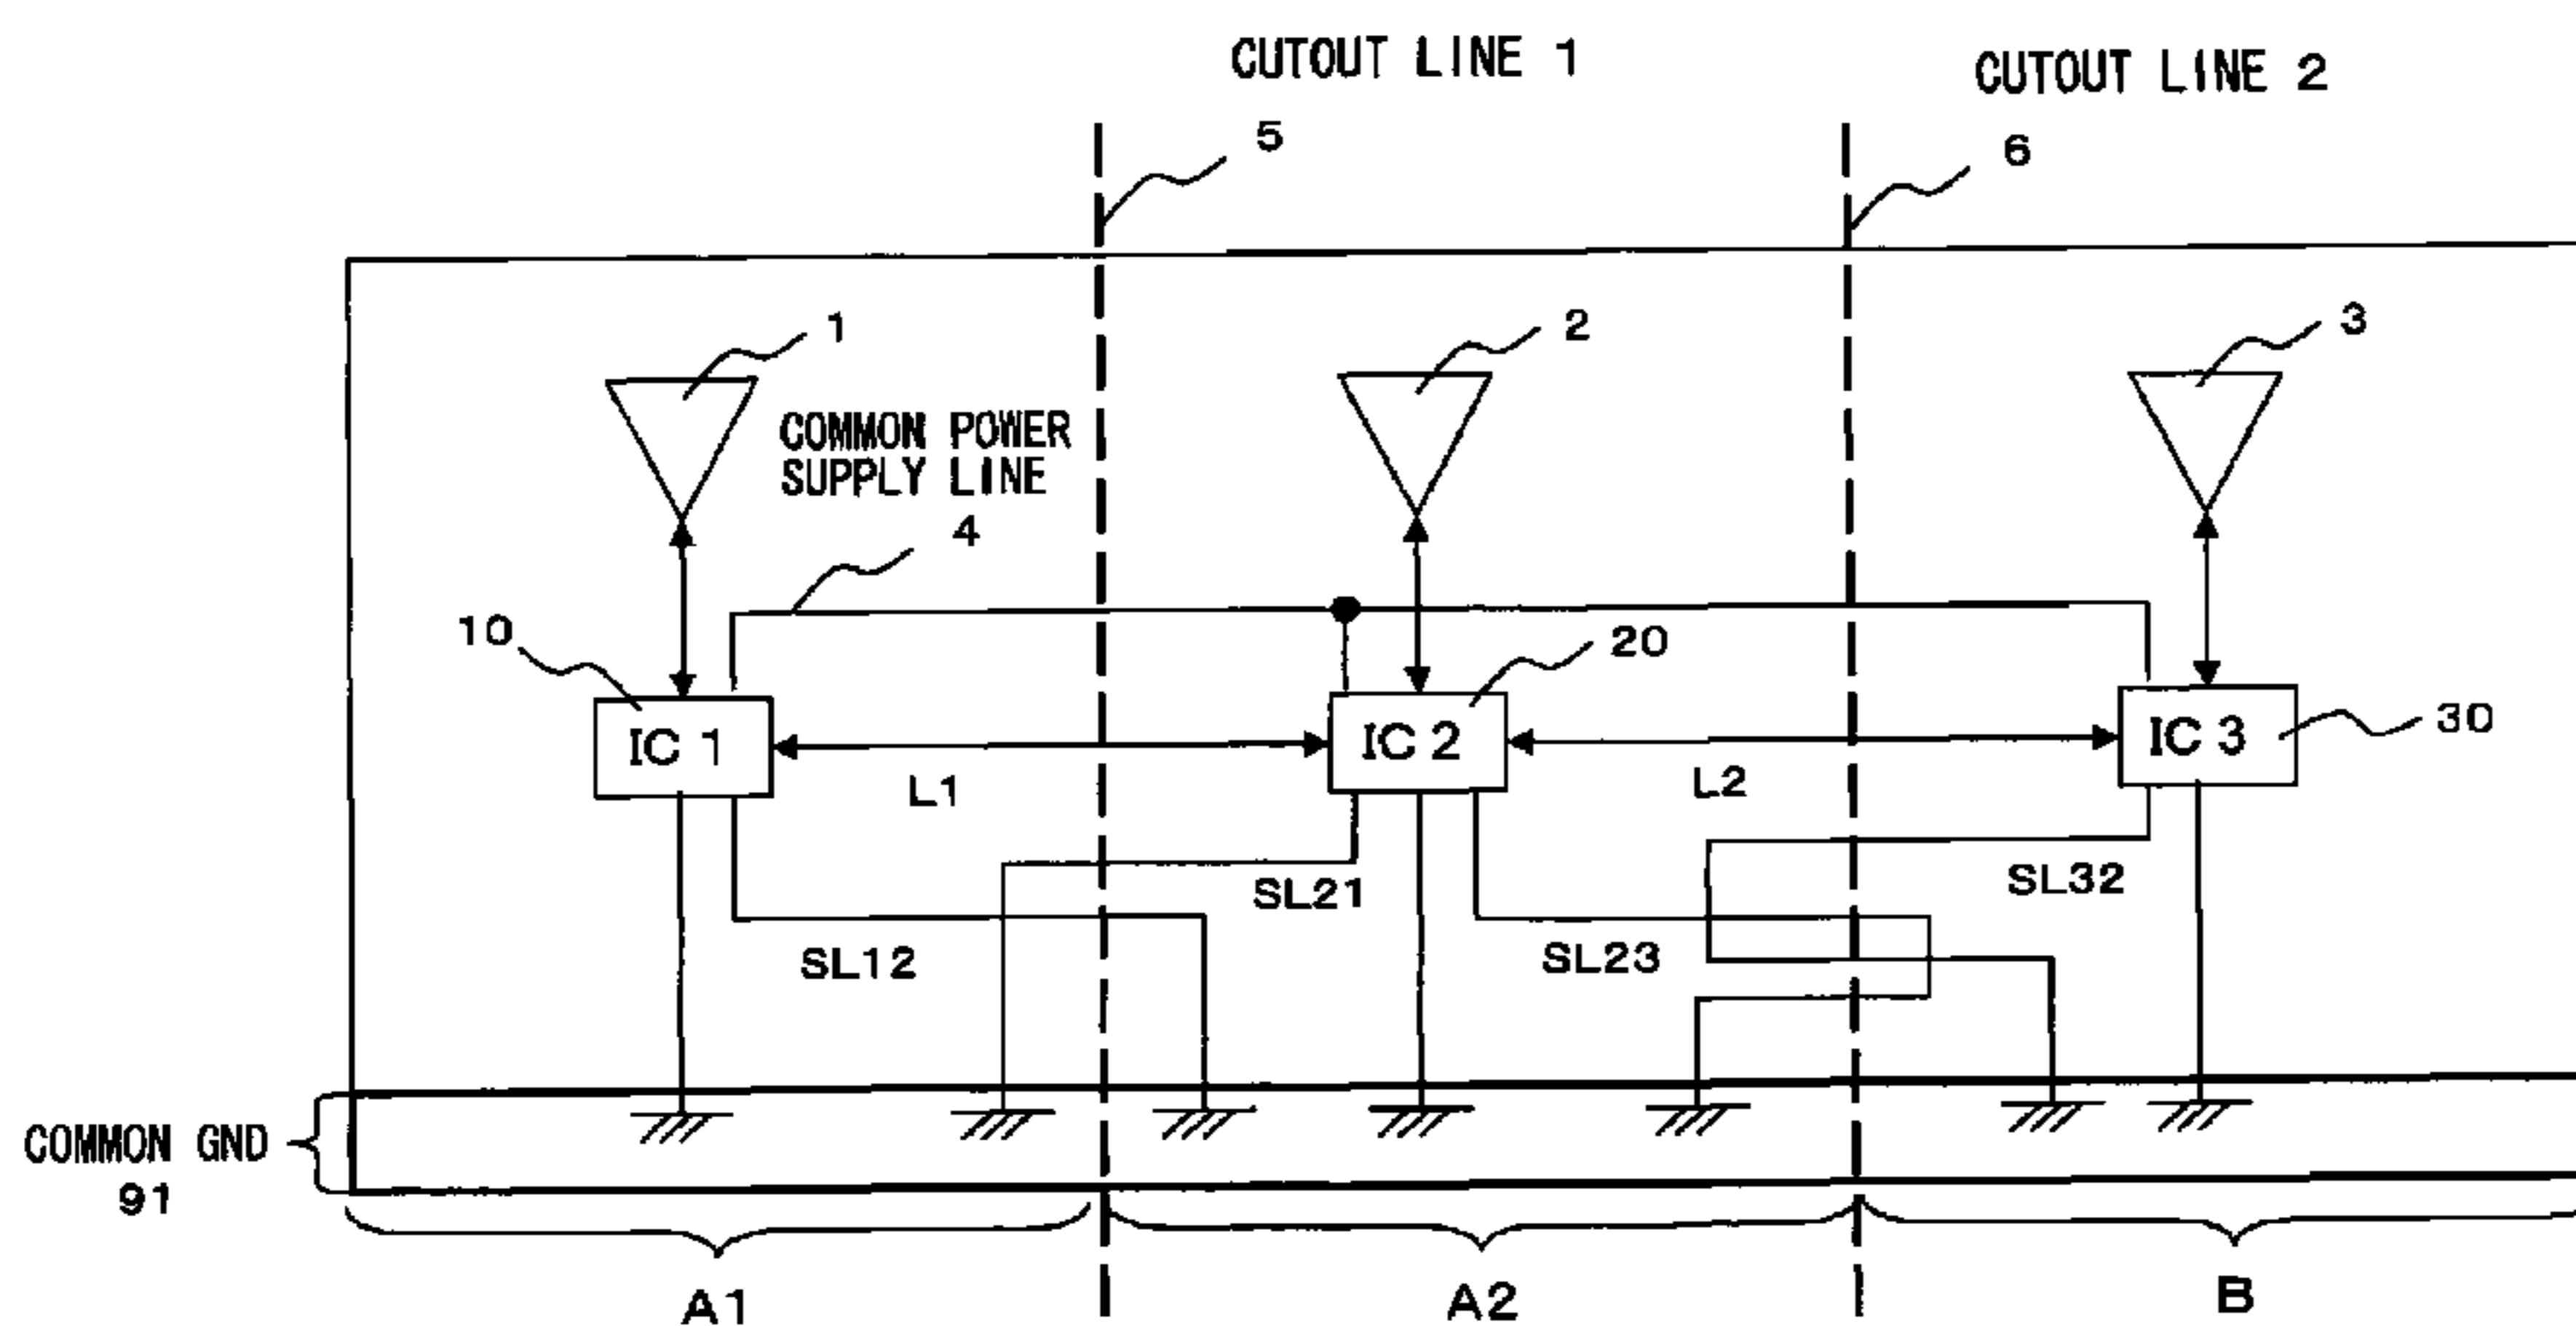 CUTOUT LINE 1
CUTOUT LINE 2
5
6
1
2
3
COMMON POWER
SUPPLY LINE
4
10
20
30
IC 1
IC 2
IC 3
L1
L2
SL21
SL32
SL12
SL23
COMMON GND
91
A1
A2
B